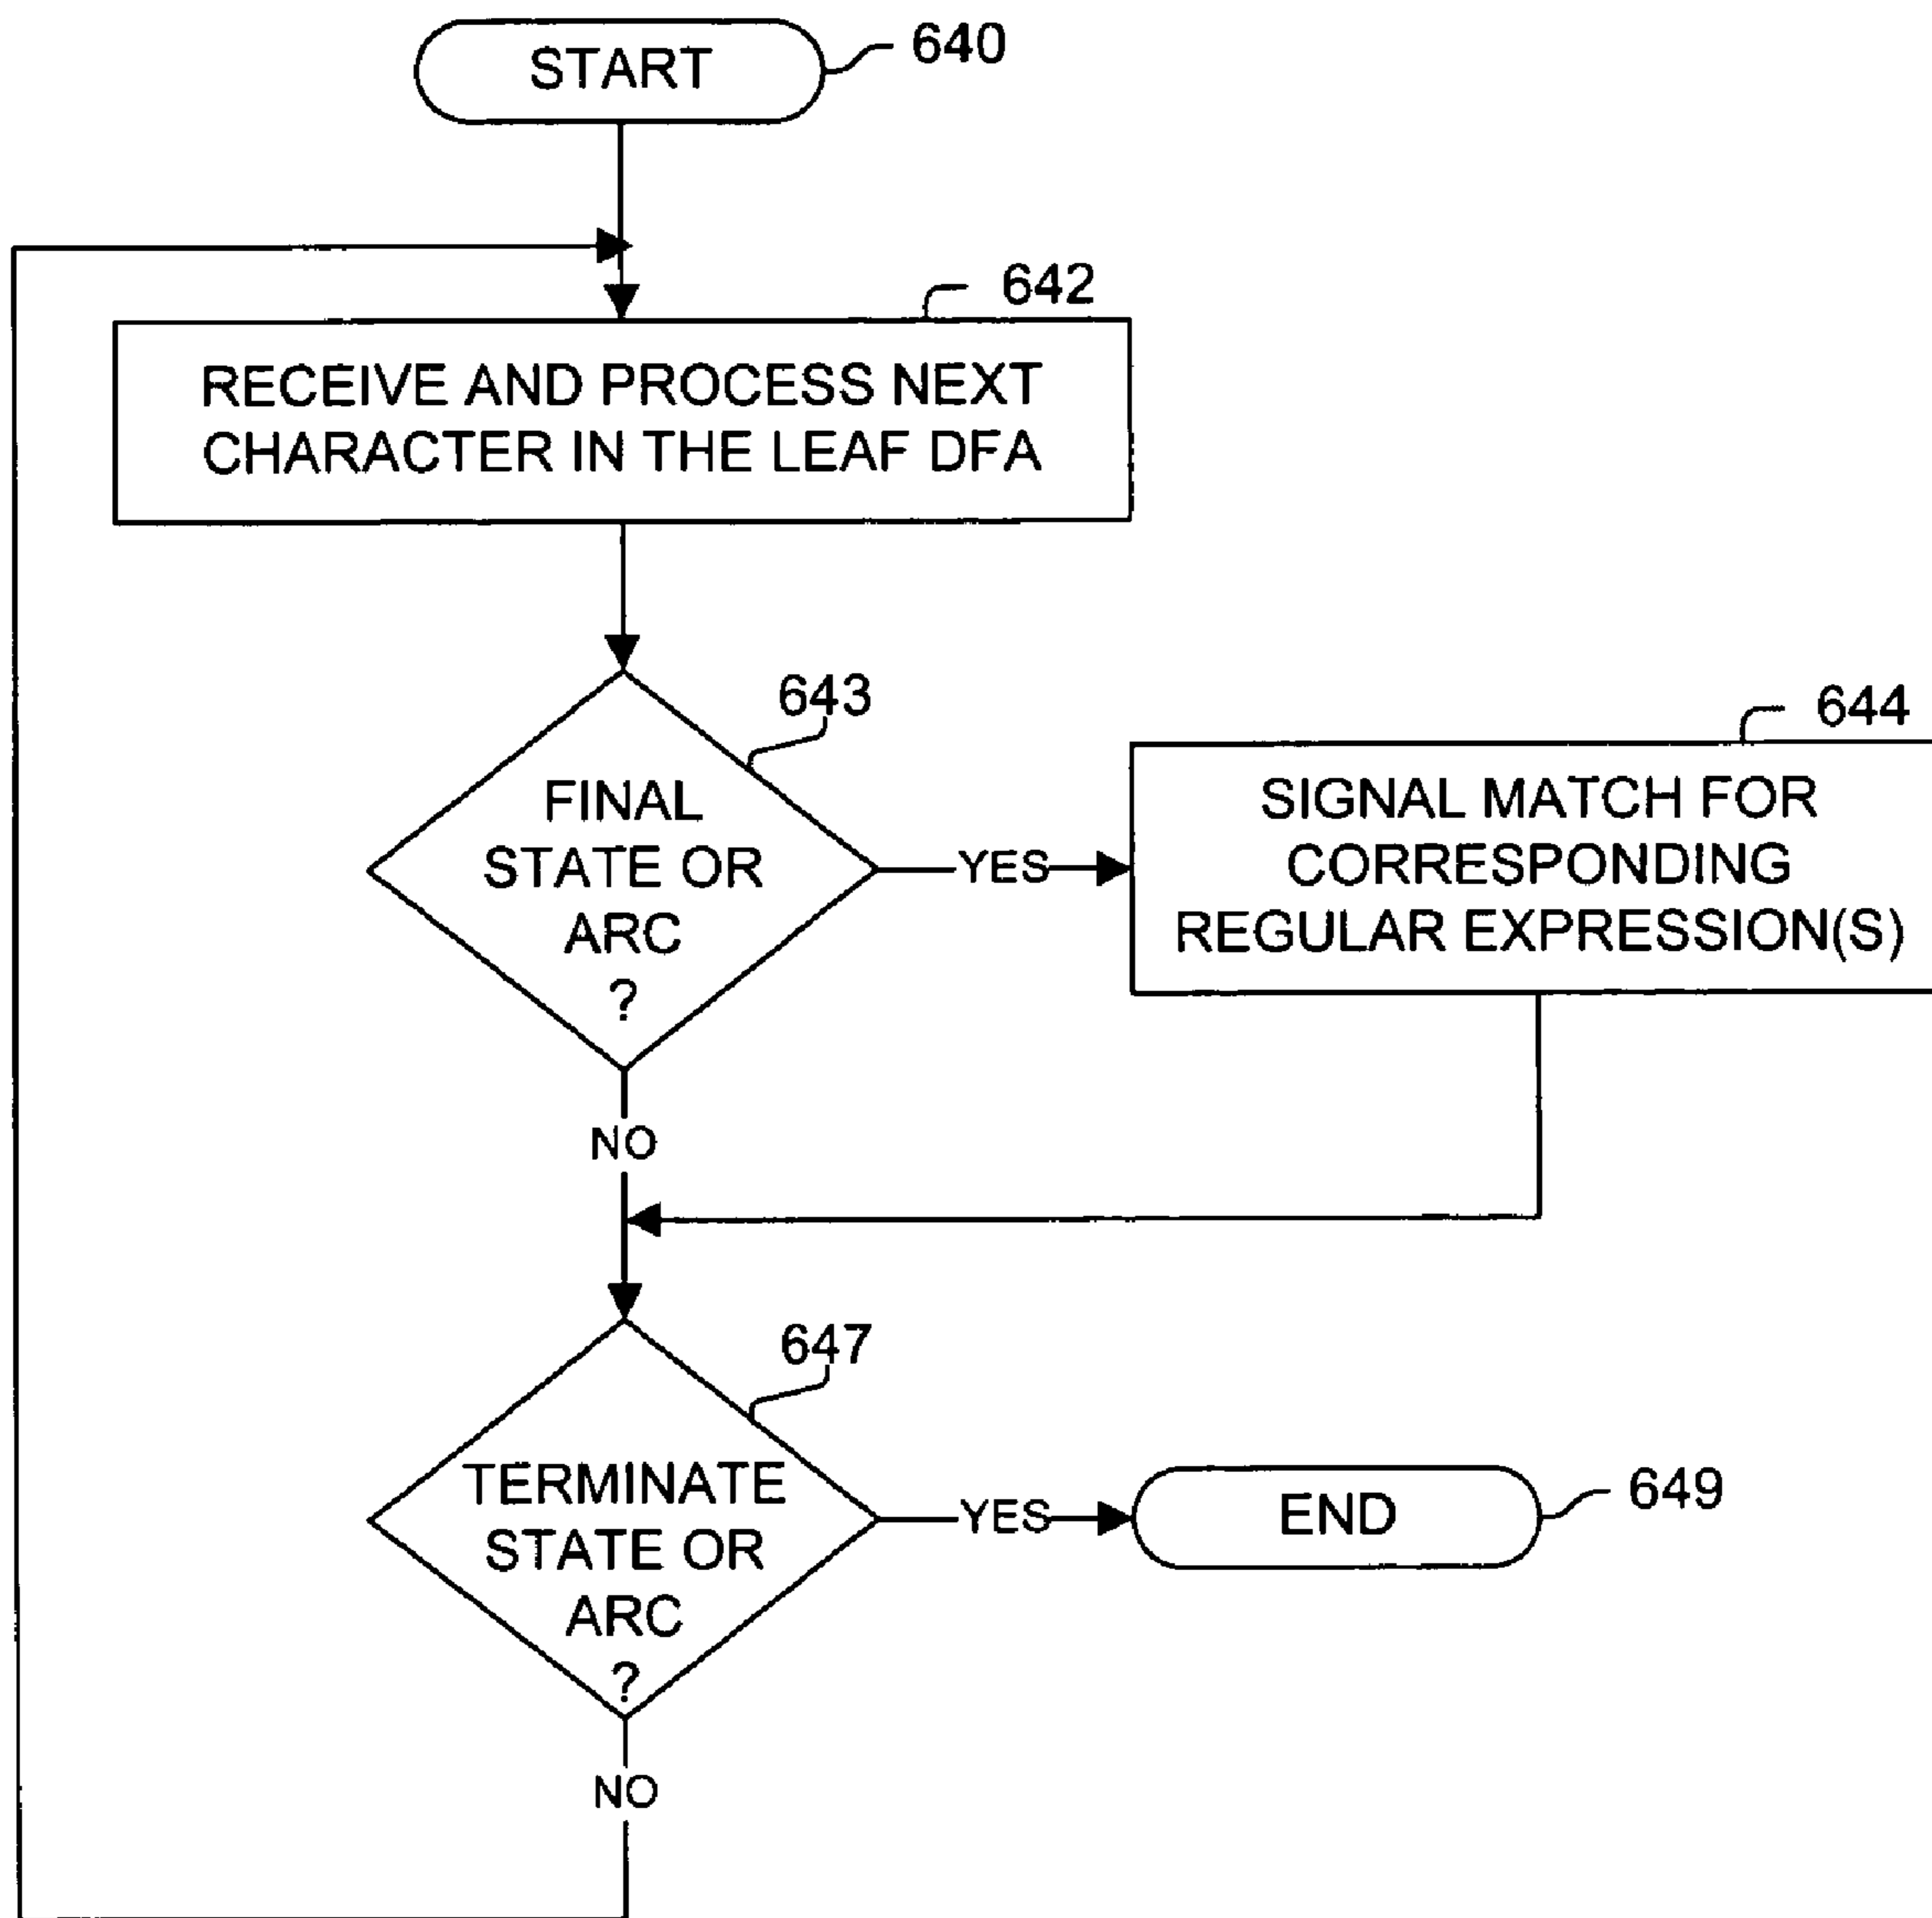 START
640
642
RECEIVE AND PROCESS NEXT
CHARACTER IN THE LEAF DFA
643
FINAL
STATE OR
ARC
?
YES
644
SIGNAL MATCH FOR
CORRESPONDING
REGULAR EXPRESSION(S)
NO
647
TERMINATE
STATE OR
ARC
?
YES
END
649
NO